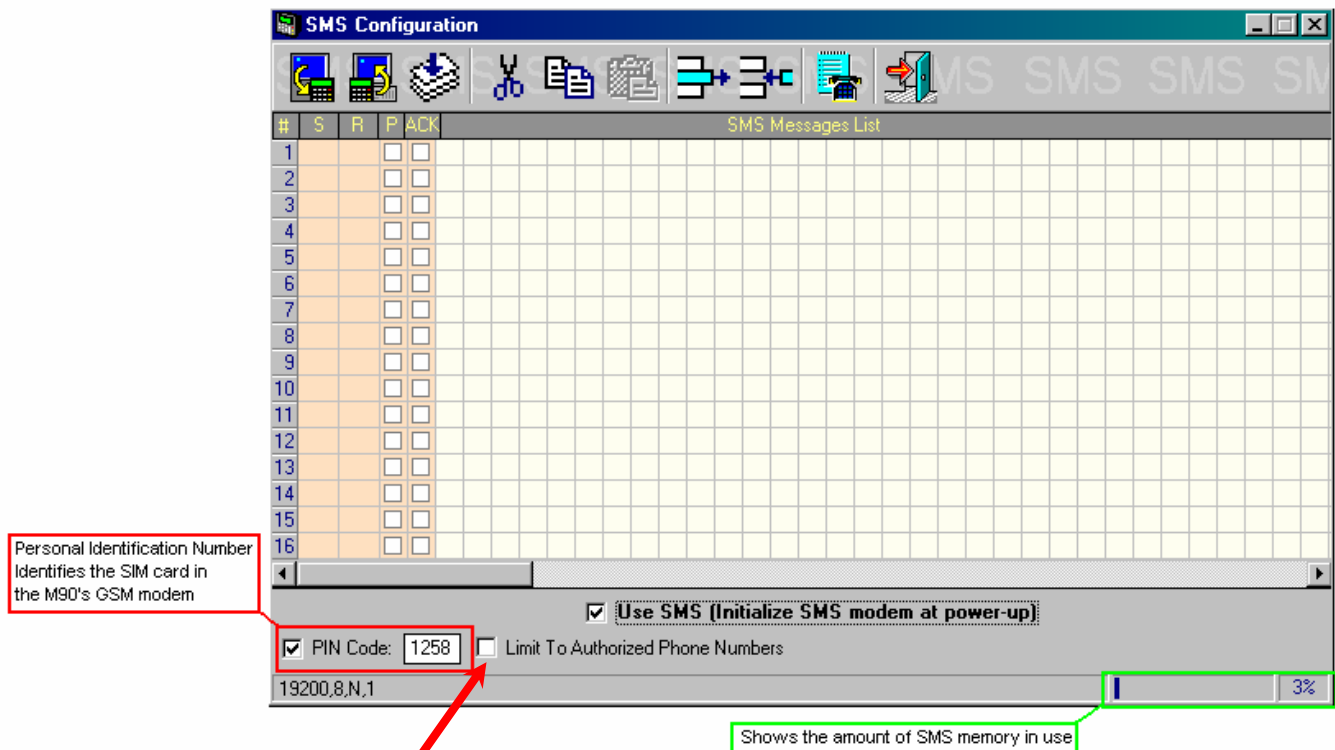 SMS Configuration
SMS SMS SMS SM
# S R P ACK SMS Messages List
1
2
3
4
5
6
7
8
9
10
11
12
13
14
15
16
Personal Identification Number
Identifies the SIM card in
the M90's GSM modem
Use SMS (Initialize SMS modem at power-up)
PIN Code: 1258 Limit To Authorized Phone Numbers
19200,8,N,1 3%
Shows the amount of SMS memory in use